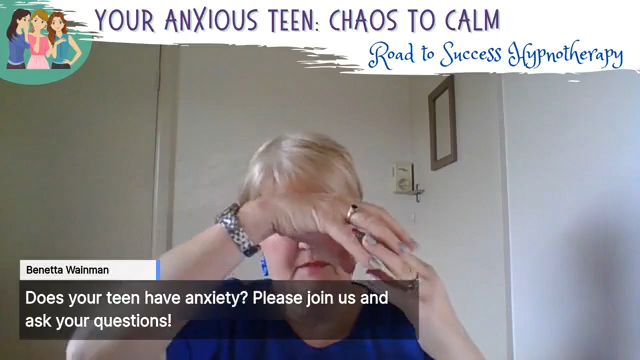 YOUR ANXIOUS TEEN: CHAOS TO CALM
Road to Success Hypnotherapy
Benetta Wainman
Does your teen have anxiety? Please join us and
ask your questions!